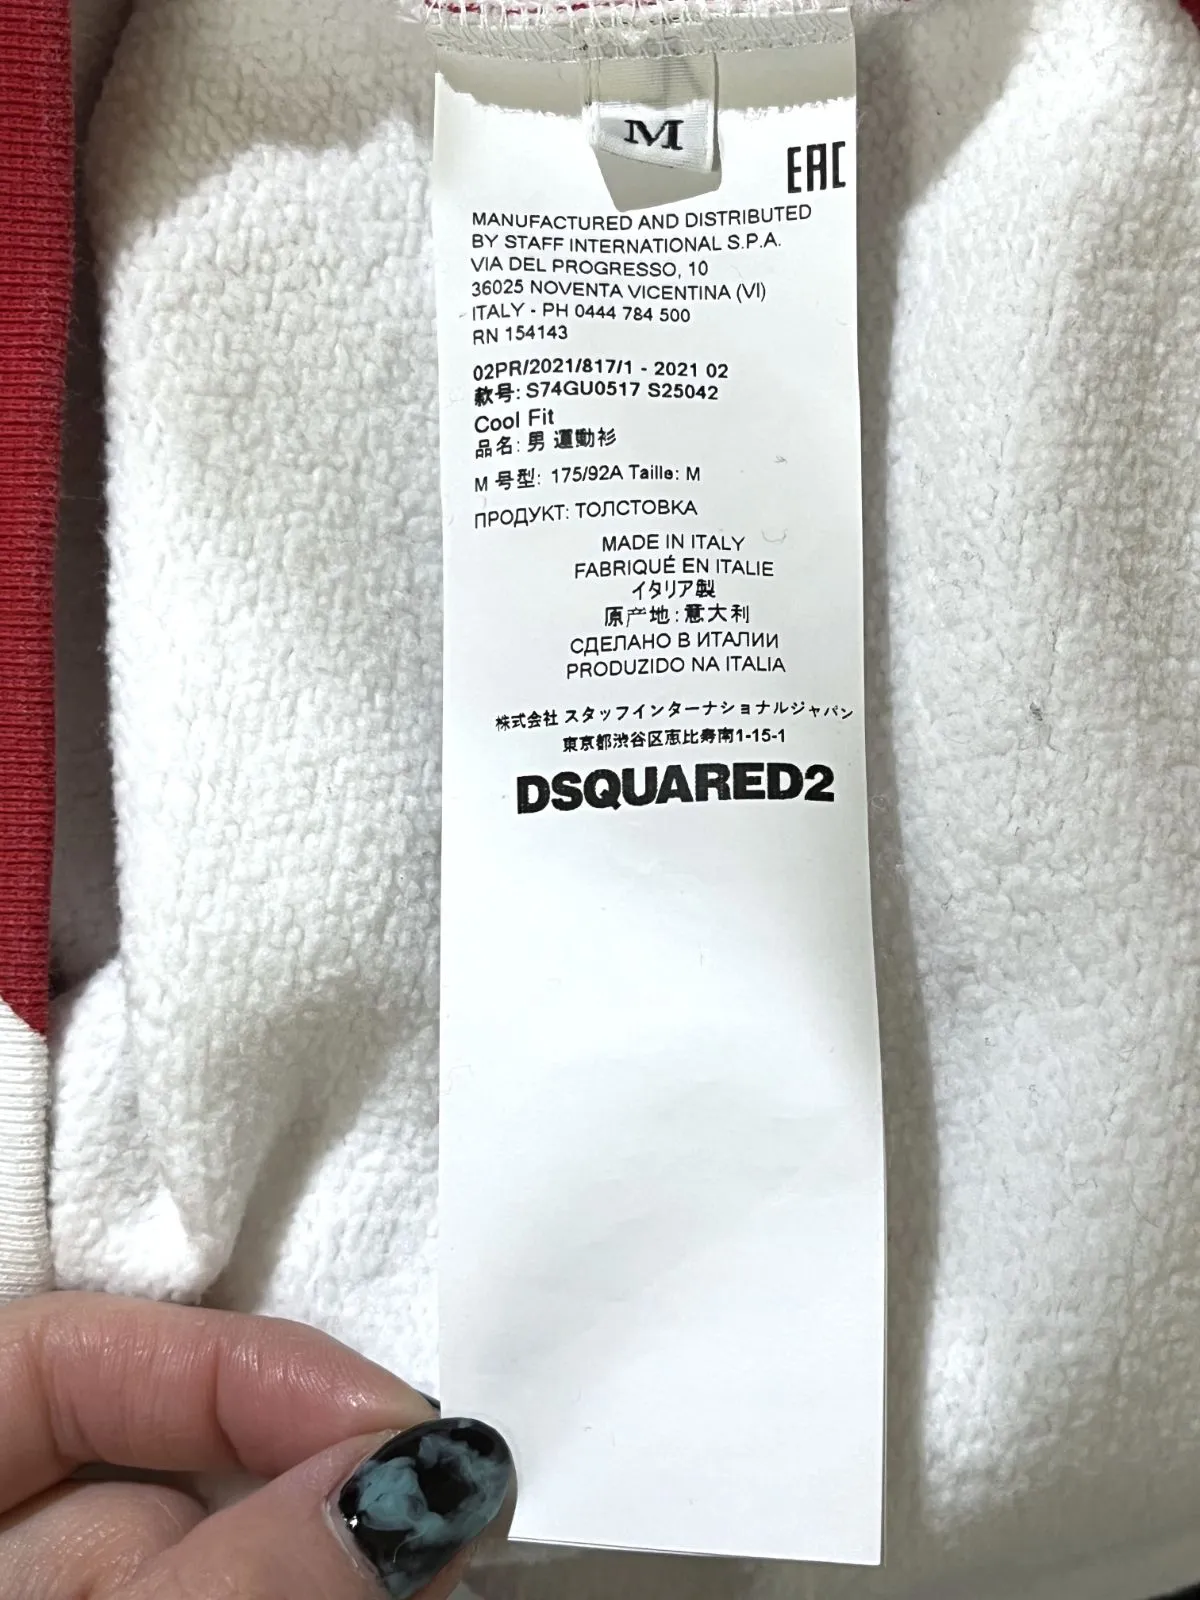 M
EAC
MANUFACTURED AND DISTRIBUTED
BY STAFF INTERNATIONAL S.P.A.
VIA DEL PROGRESSO, 10
36025 NOVENTA VICENTINA (VI)
ITALY - PH 0444 784 500
RN 154143
02PR/2021/817/1 - 2021 02
款号: S74GU0517 S25042
Cool Fit
品名: 男 運動衫
M 号型: 175/92A Taille: M
ПРОДУКТ: ТОЛСТОВКА
MADE IN ITALY
FABRIQUÉ EN ITALIE
イタリア製
原产地: 意大利
СДЕЛАНО В ИТАЛИИ
PRODUZIDO NA ITALIA
株式会社 スタッフインターナショナルジャパン
東京都渋谷区恵比寿南1-15-1
DSQUARED2